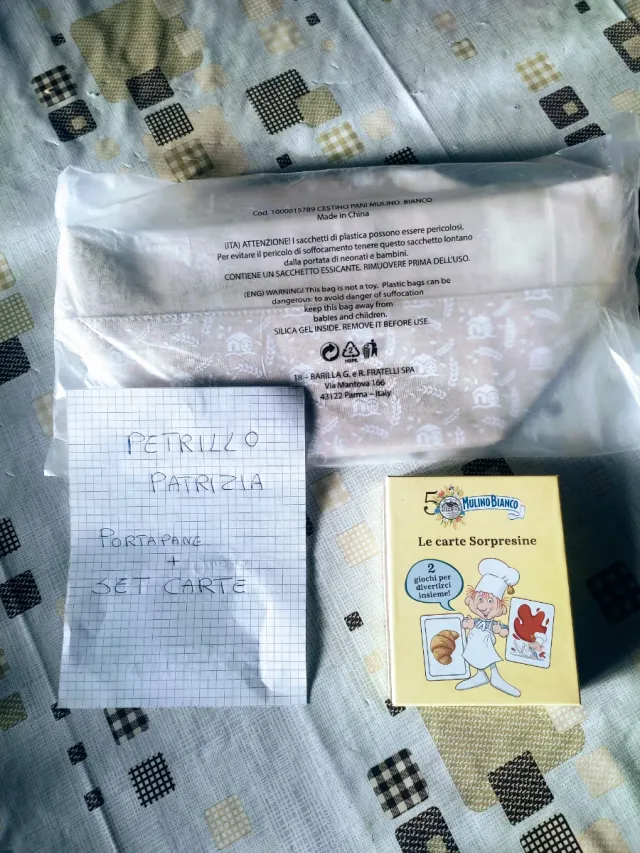 Cod. 1000015789 CESTINO PANI MULINO BIANCO
Made in China
(ITA) ATTENZIONE! I sacchetti di plastica possono essere pericolosi.
Per evitare il pericolo di soffocamento tenere questo sacchetto lontano
dalla portata di neonati e bambini.
CONTIENE UN SACCHETTO ESSICANTE. RIMUOVERE PRIMA DELL'USO.
(ENG) WARNING! This bag is not a toy. Plastic bags can be
dangerous: to avoid danger of suffocation
keep this bag away from
babies and children.
SILICA GEL INSIDE. REMOVE IT BEFORE USE.
2
HDPE
18 – BARILLA G. e R. FRATELLI SPA
Via Mantova 166
43122 Parma – Italy
PETRILLO
PATRIZIA
PORTAPANE
+
SET CARTE
50 MULINO BIANCO
Le carte Sorpresine
2
giochi per
divertirci
insieme!